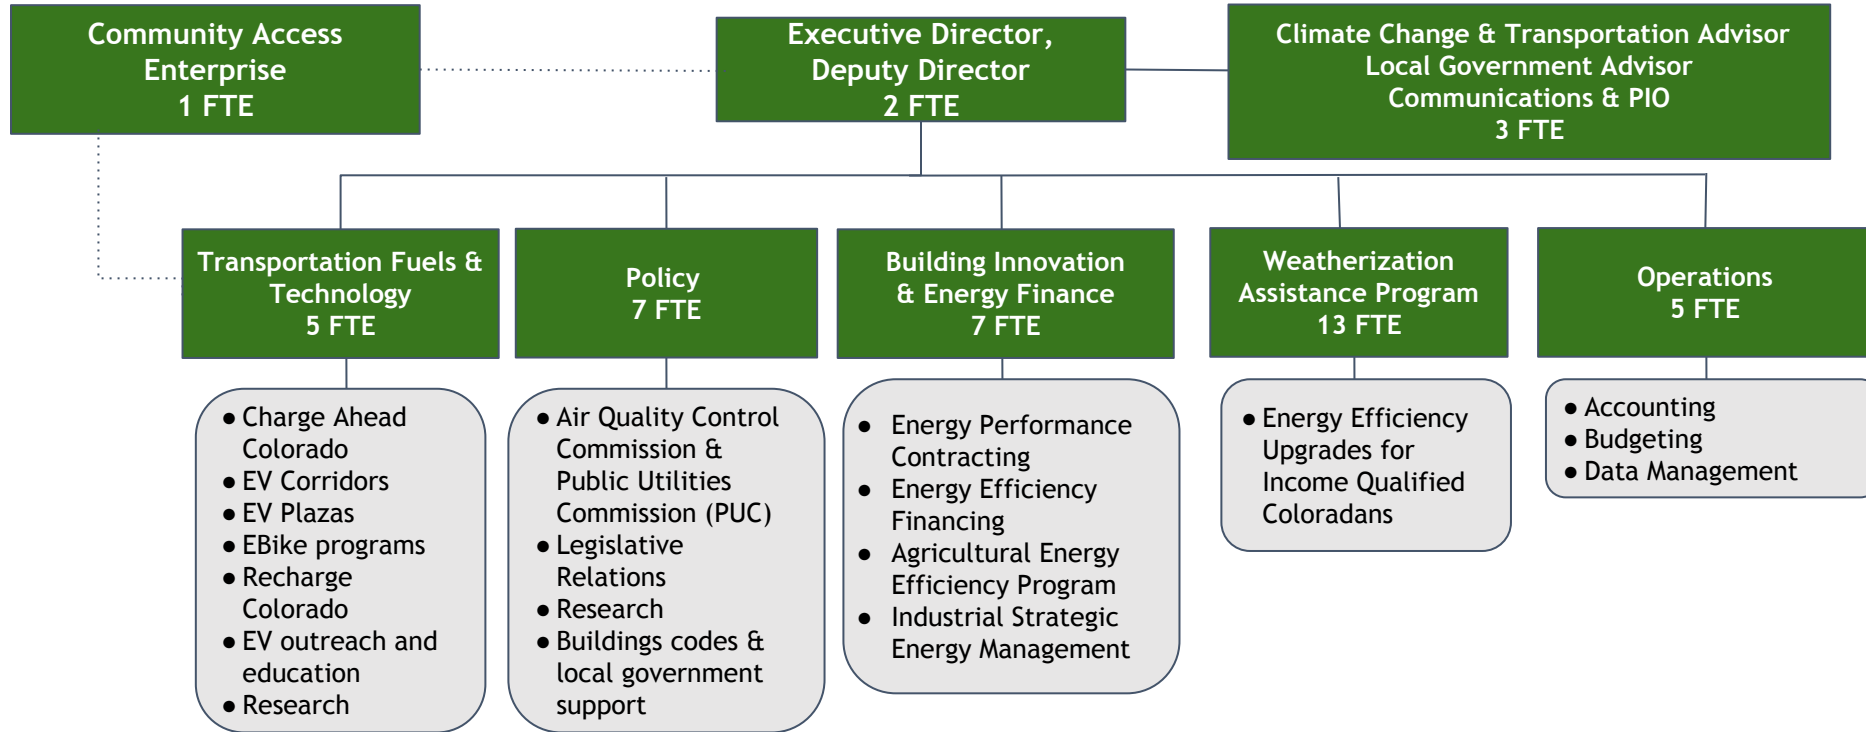 Community Access
Enterprise
1 FTE
Executive Director,
Deputy Director
2 FTE
Climate Change & Transportation Advisor
Local Government Advisor
Communications & PIO
3 FTE
Transportation Fuels &
Technology
5 FTE
Policy
7 FTE
Building Innovation
& Energy Finance
7 FTE
Weatherization
Assistance Program
13 FTE
Operations
5 FTE
● Charge Ahead
Colorado
● EV Corridors
● EV Plazas
● EBike programs
● Recharge
Colorado
● EV outreach and
education
● Research
● Air Quality Control
Commission &
Public Utilities
Commission (PUC)
● Legislative
Relations
● Research
● Buildings codes &
local government
support
● Energy Performance
Contracting
● Energy Efficiency
Financing
● Agricultural Energy
Efficiency Program
● Industrial Strategic
Energy Management
● Energy Efficiency
Upgrades for
Income Qualified
Coloradans
● Accounting
● Budgeting
● Data Management